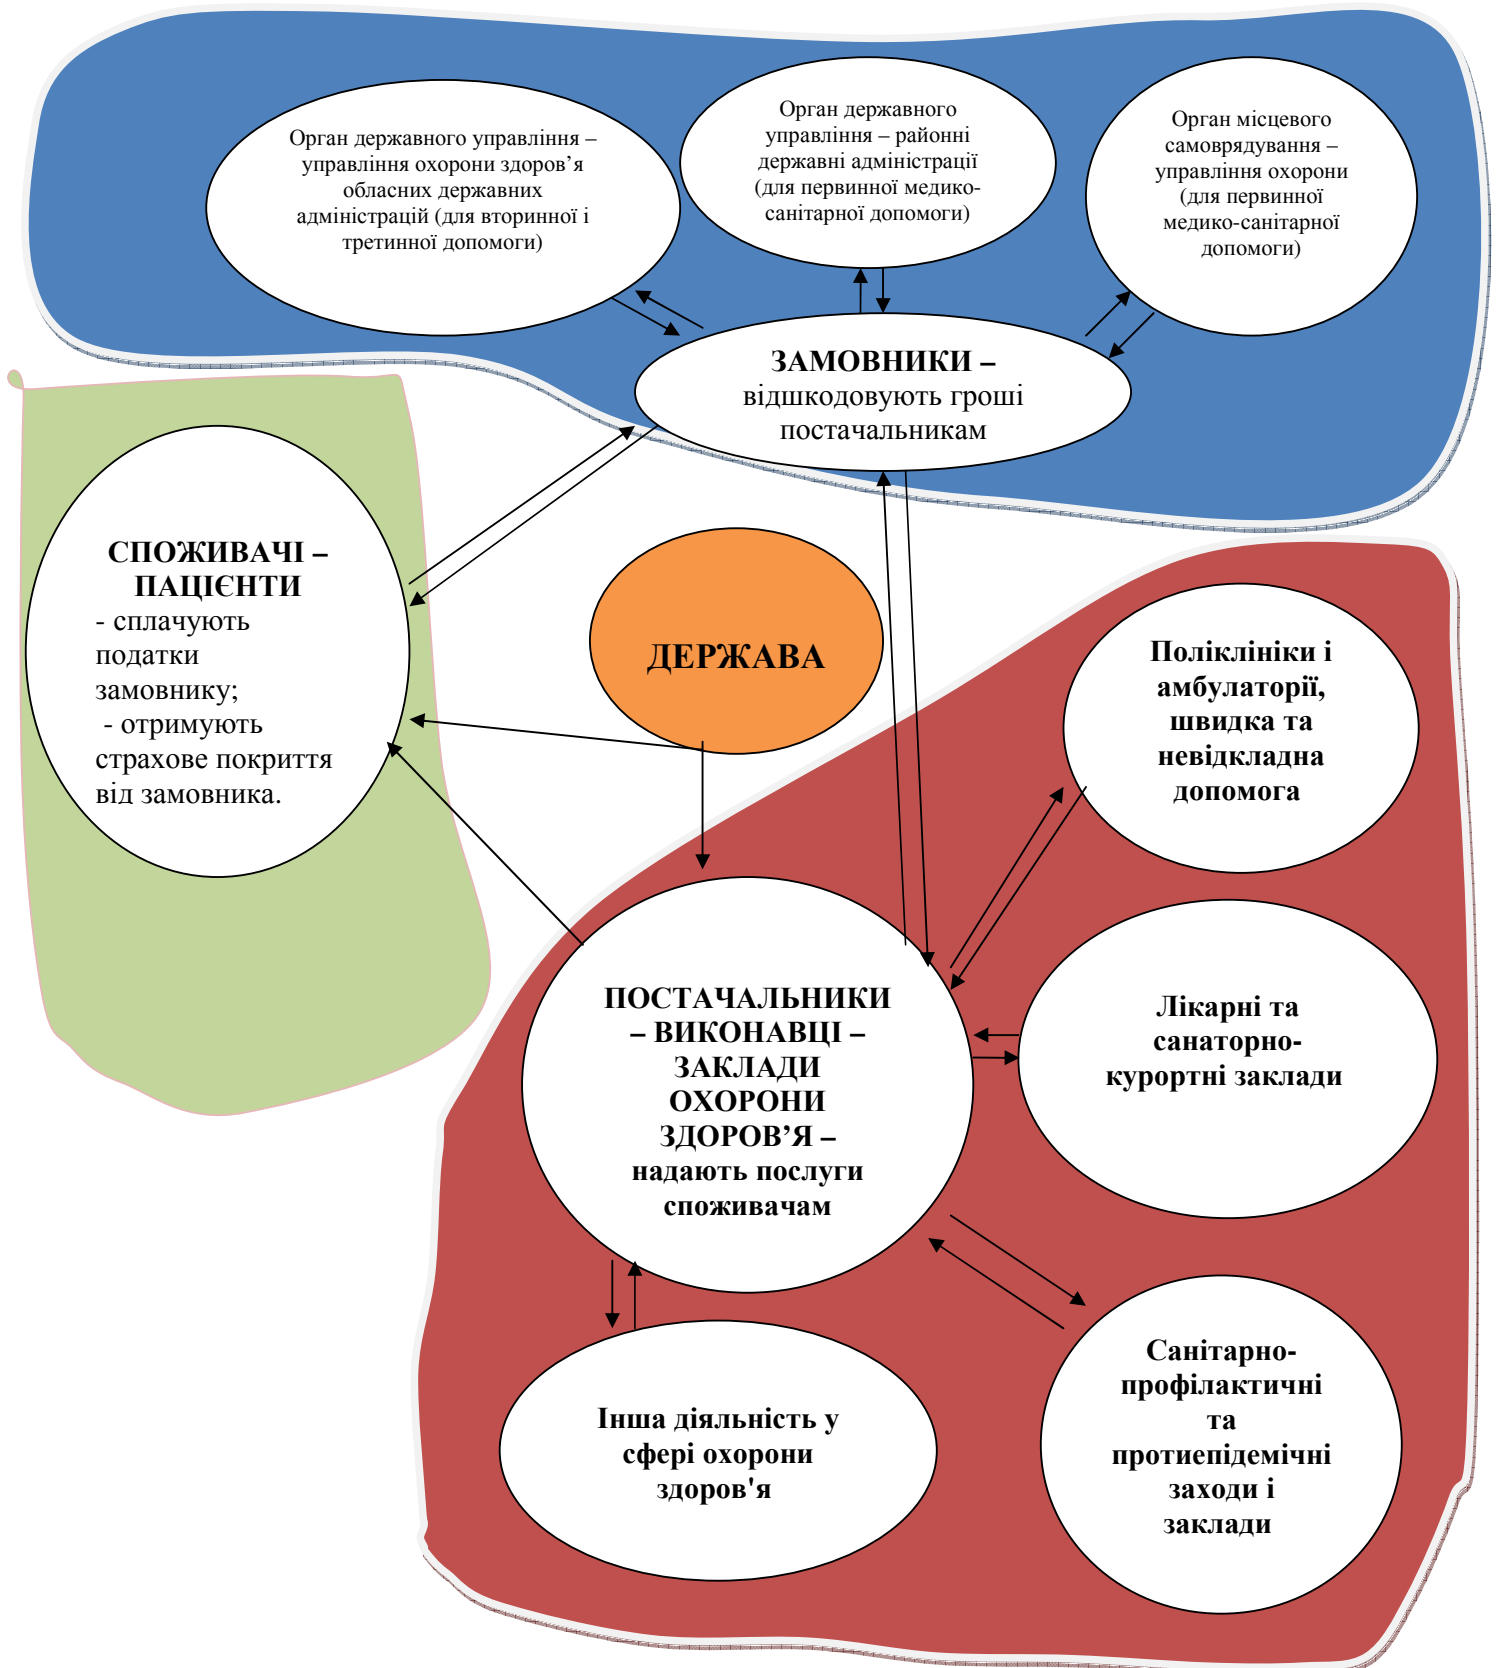 Орган державного управління –
управління охорони здоров’я
обласних державних
адміністрацій (для вторинної і
третинної допомоги)
Орган державного
управління – районні
державні адміністрації
(для первинної медико-
санітарної допомоги)
Орган місцевого
самоврядування –
управління охорони
(для первинної
медико-санітарної
допомоги)
ЗАМОВНИКИ –
відшкодовують гроші
постачальникам
СПОЖИВАЧІ –
ПАЦІЄНТИ
- сплачують
податки
замовнику;
- отримують
страхове покриття
від замовника.
ДЕРЖАВА
Поліклініки і
амбулаторії,
швидка та
невідкладна
допомога
ПОСТАЧАЛЬНИКИ
– ВИКОНАВЦІ –
ЗАКЛАДИ
ОХОРОНИ
ЗДОРОВ’Я –
надають послуги
споживачам
Лікарні та
санаторно-
курортні заклади
Інша діяльність у
сфері охорони
здоров'я
Санітарно-
профілактичні
та
протиепідемічні
заходи і
заклади